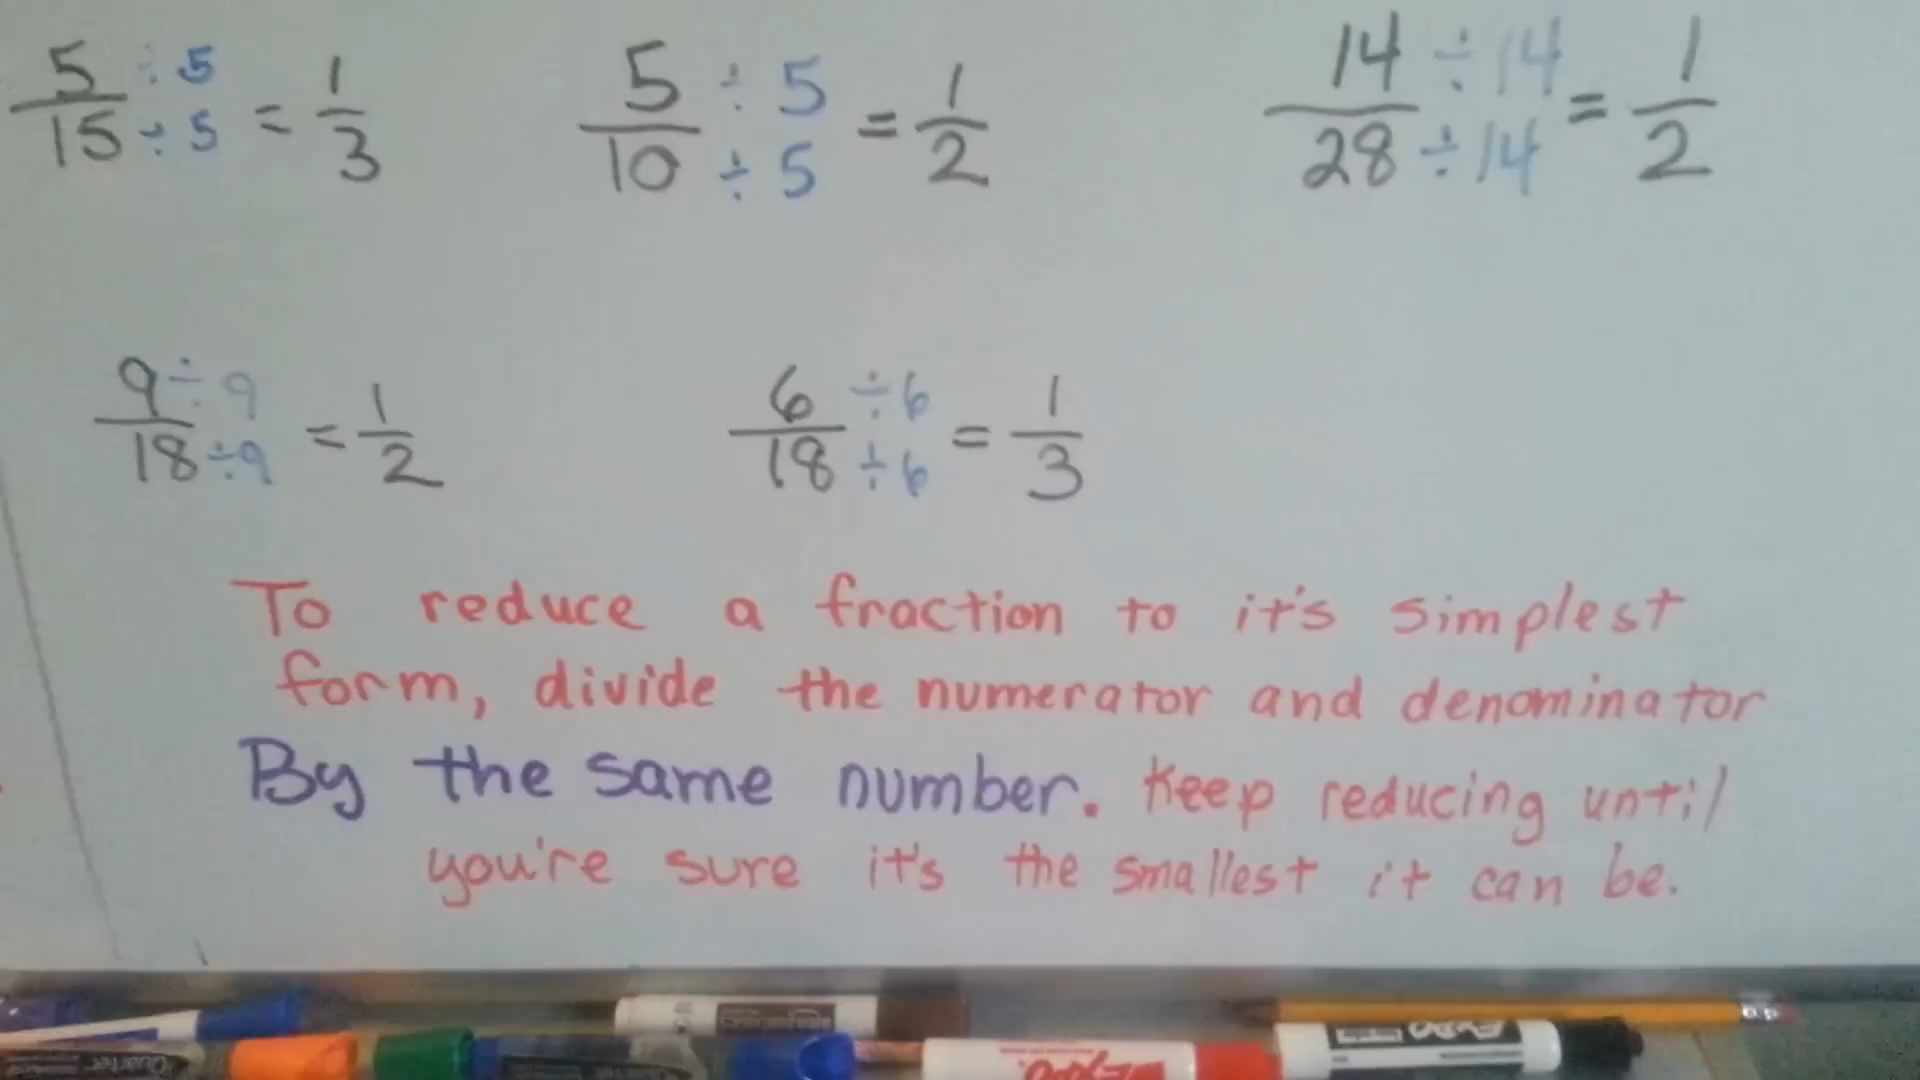 5 ÷ 5 = 1 5 ÷ 5 = 1 14 ÷ 14 = 1
15 ÷ 5 3 10 ÷ 5 2 28 ÷ 14 2
9 ÷ 9 = 1 6 ÷ 6 = 1
18 ÷ 9 2 18 ÷ 6 3
To reduce a fraction to it's simplest
form, divide the numerator and denominator
By the same number. Keep reducing until
you're sure it's the smallest it can be.
EXPO